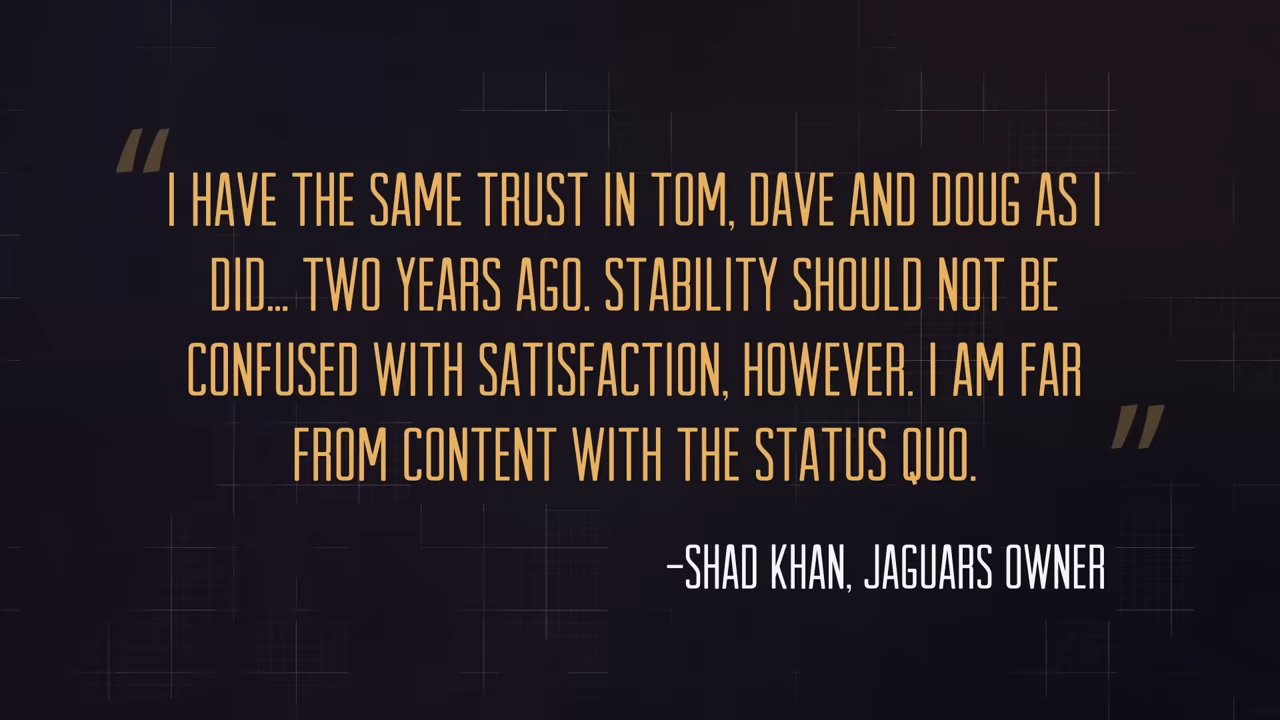 “I HAVE THE SAME TRUST IN TOM, DAVE AND DOUG AS I
DID... TWO YEARS AGO. STABILITY SHOULD NOT BE
CONFUSED WITH SATISFACTION, HOWEVER. I AM FAR
FROM CONTENT WITH THE STATUS QUO.”
-SHAD KHAN, JAGUARS OWNER